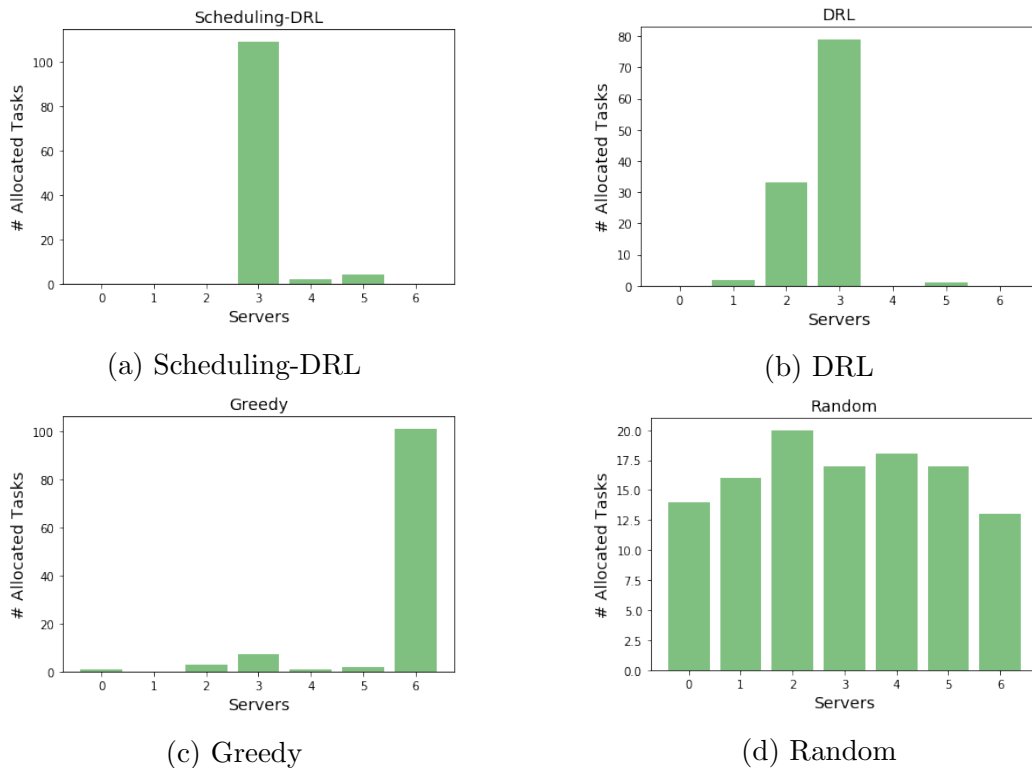 Scheduling-DRL
# Allocated Tasks
100
80
60
40
20
0
0 1 2 3 4 5 6
Servers
(a) Scheduling-DRL
DRL
# Allocated Tasks
80
70
60
50
40
30
20
10
0
0 1 2 3 4 5 6
Servers
(b) DRL
Greedy
# Allocated Tasks
100
80
60
40
20
0
0 1 2 3 4 5 6
Servers
(c) Greedy
Random
# Allocated Tasks
20.0
17.5
15.0
12.5
10.0
7.5
5.0
2.5
0.0
0 1 2 3 4 5 6
Servers
(d) Random